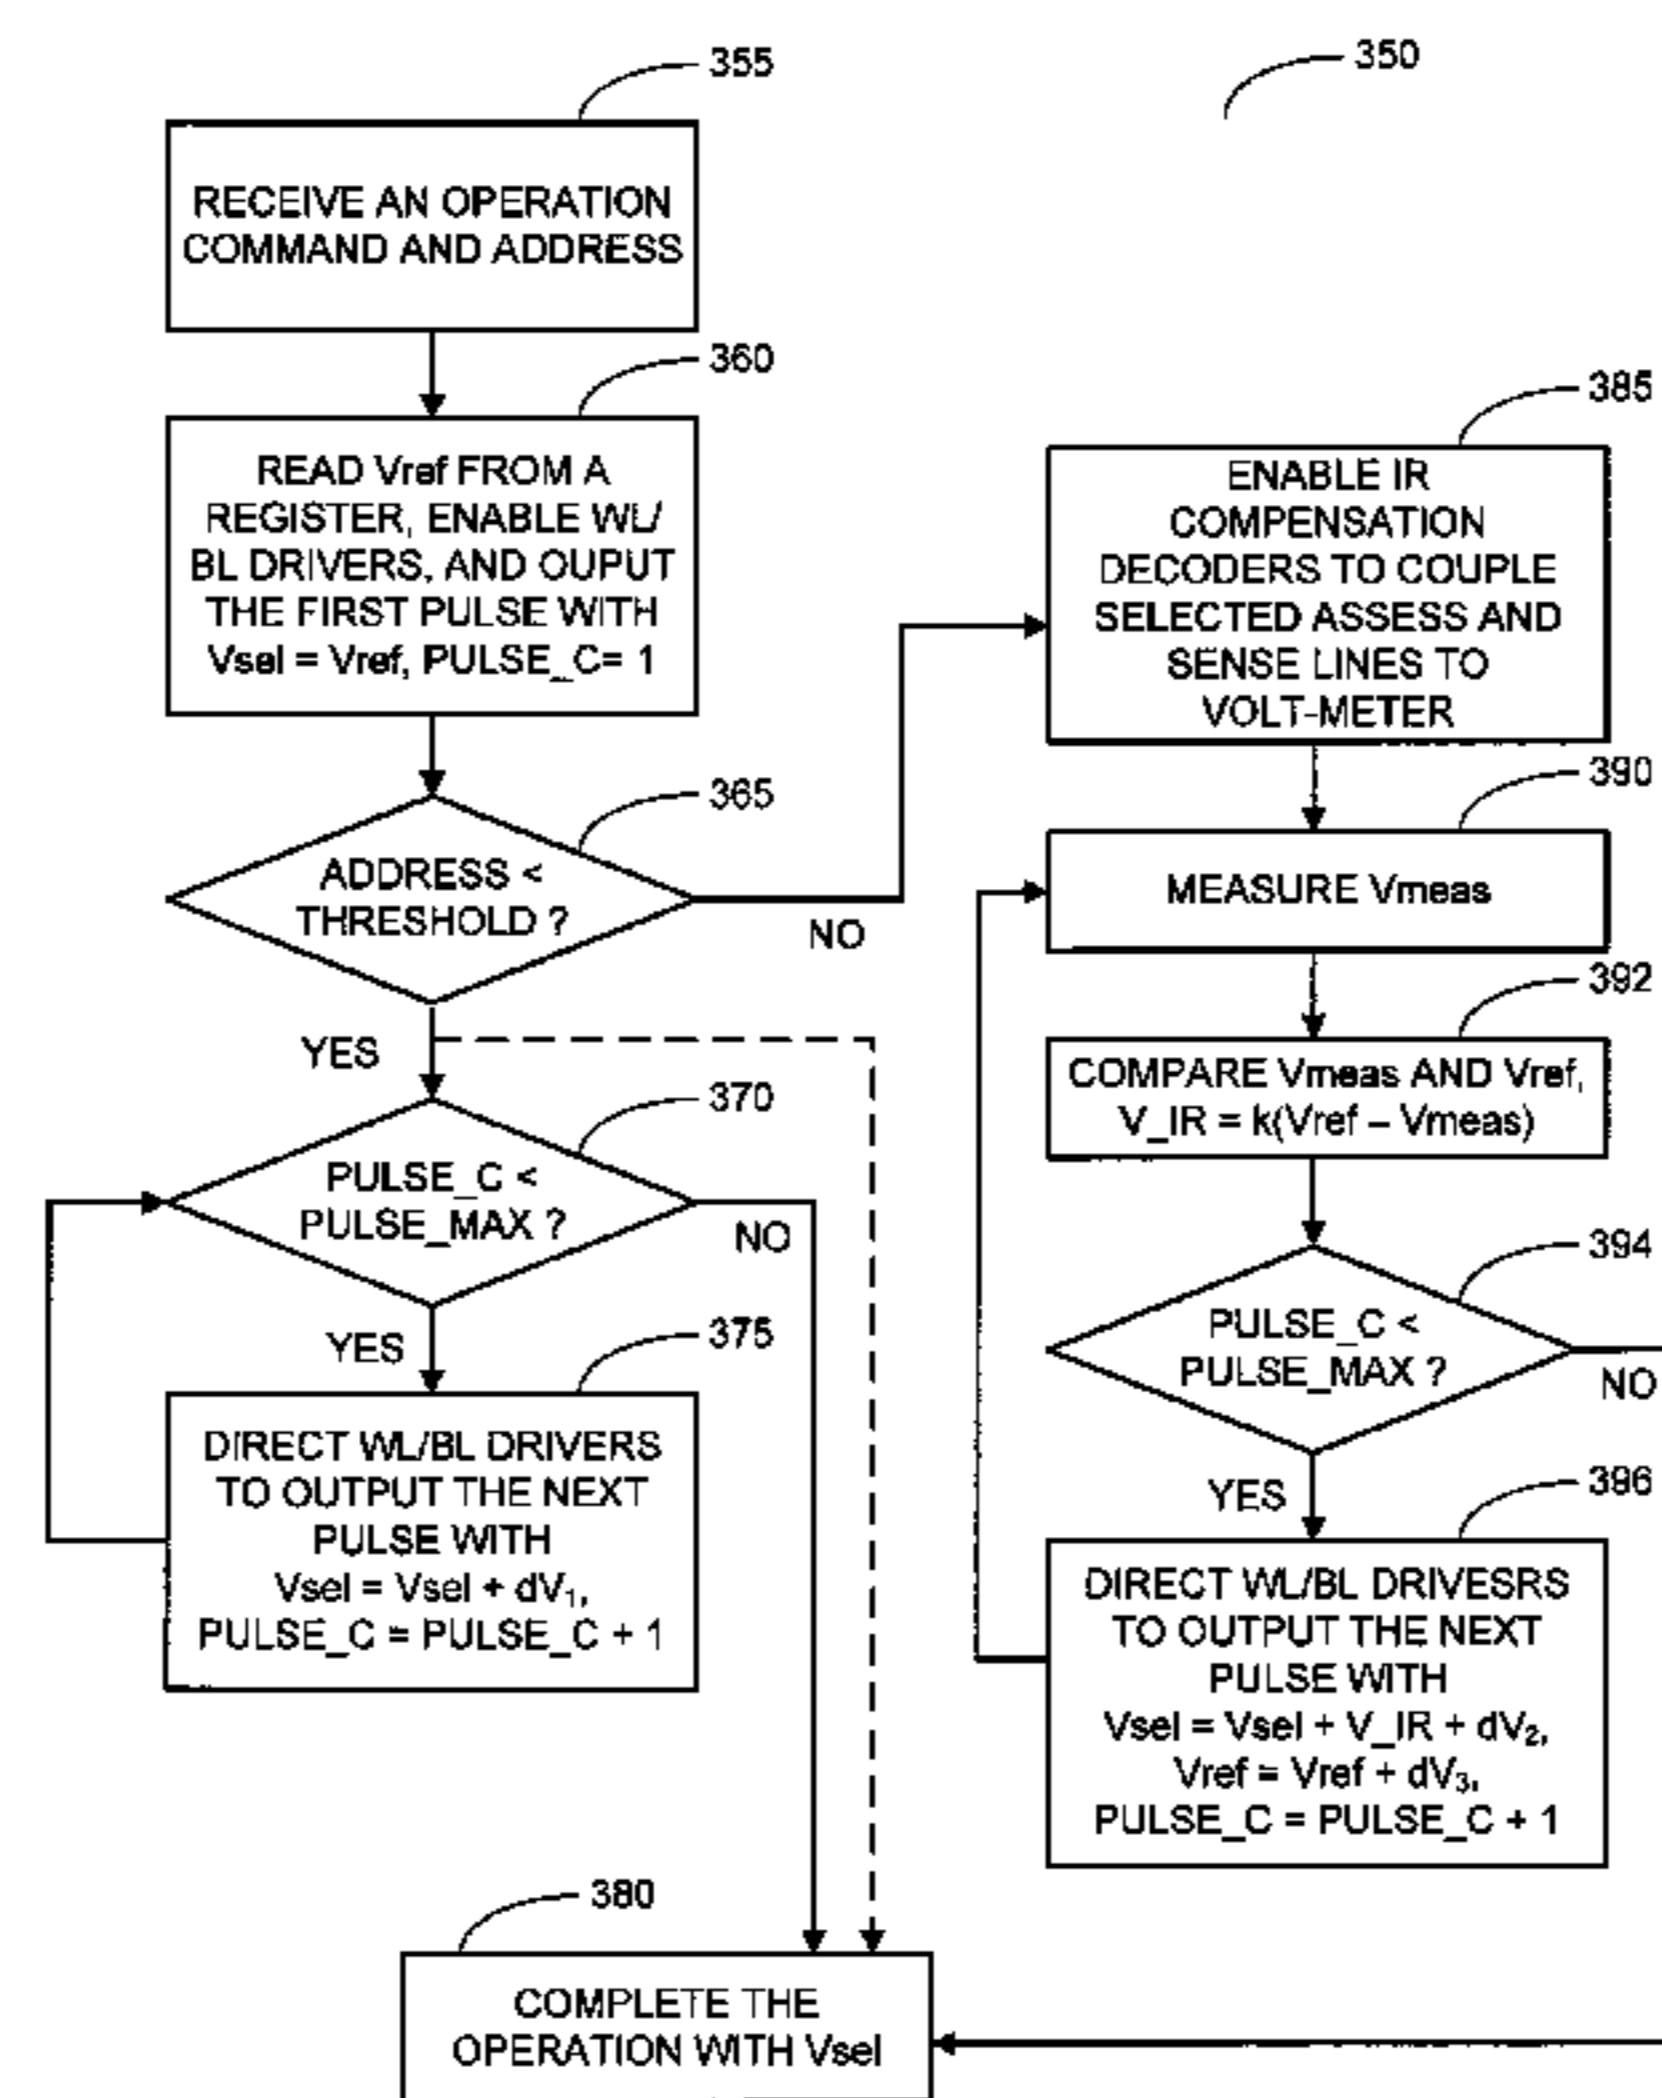 355
350
RECEIVE AN OPERATION
COMMAND AND ADDRESS
360
READ Vref FROM A
REGISTER, ENABLE WL/
BL DRIVERS, AND OUPUT
THE FIRST PULSE WITH
Vsel = Vref, PULSE_C= 1
365
ADDRESS <
THRESHOLD ?
NO
YES
370
PULSE_C <
PULSE_MAX ?
NO
YES
375
DIRECT WL/BL DRIVERS
TO OUTPUT THE NEXT
PULSE WITH
Vsel = Vsel + dV₁,
PULSE_C = PULSE_C + 1
385
ENABLE IR
COMPENSATION
DECODERS TO COUPLE
SELECTED ASSESS AND
SENSE LINES TO
VOLT-METER
390
MEASURE Vmeas
392
COMPARE Vmeas AND Vref,
V_IR = k(Vref – Vmeas)
394
PULSE_C <
PULSE_MAX ?
NO
YES
396
DIRECT WL/BL DRIVESRS
TO OUTPUT THE NEXT
PULSE WITH
Vsel = Vsel + V_IR + dV₂,
Vref = Vref + dV₃,
PULSE_C = PULSE_C + 1
380
COMPLETE THE
OPERATION WITH Vsel